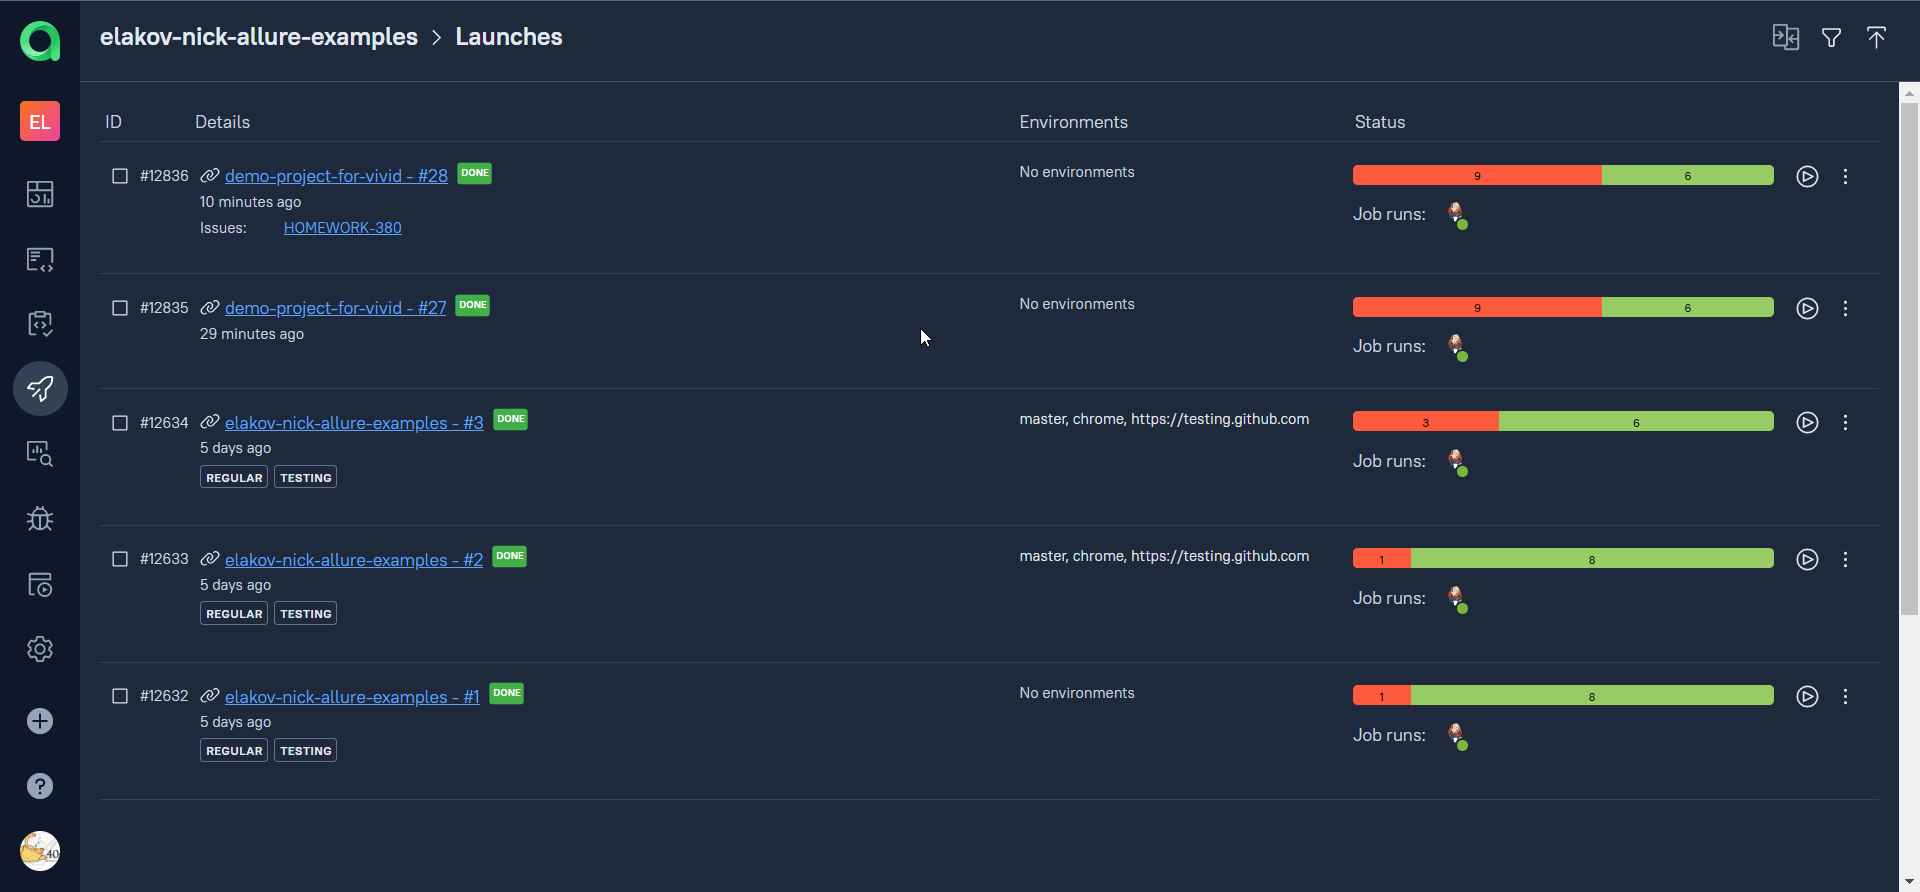 elakov-nick-allure-examples > Launches
EL
ID Details Environments Status
#12836 demo-project-for-vivid - #28 DONE No environments 9 6
10 minutes ago
Issues: HOMEWORK-380
Job runs:
#12835 demo-project-for-vivid - #27 DONE No environments 9 6
29 minutes ago
Job runs:
#12634 elakov-nick-allure-examples - #3 DONE master, chrome, https://testing.github.com 3 6
5 days ago
Job runs:
REGULAR TESTING
#12633 elakov-nick-allure-examples - #2 DONE master, chrome, https://testing.github.com 1 8
5 days ago
Job runs:
REGULAR TESTING
#12632 elakov-nick-allure-examples - #1 DONE No environments 1 8
5 days ago
Job runs:
REGULAR TESTING
?
40